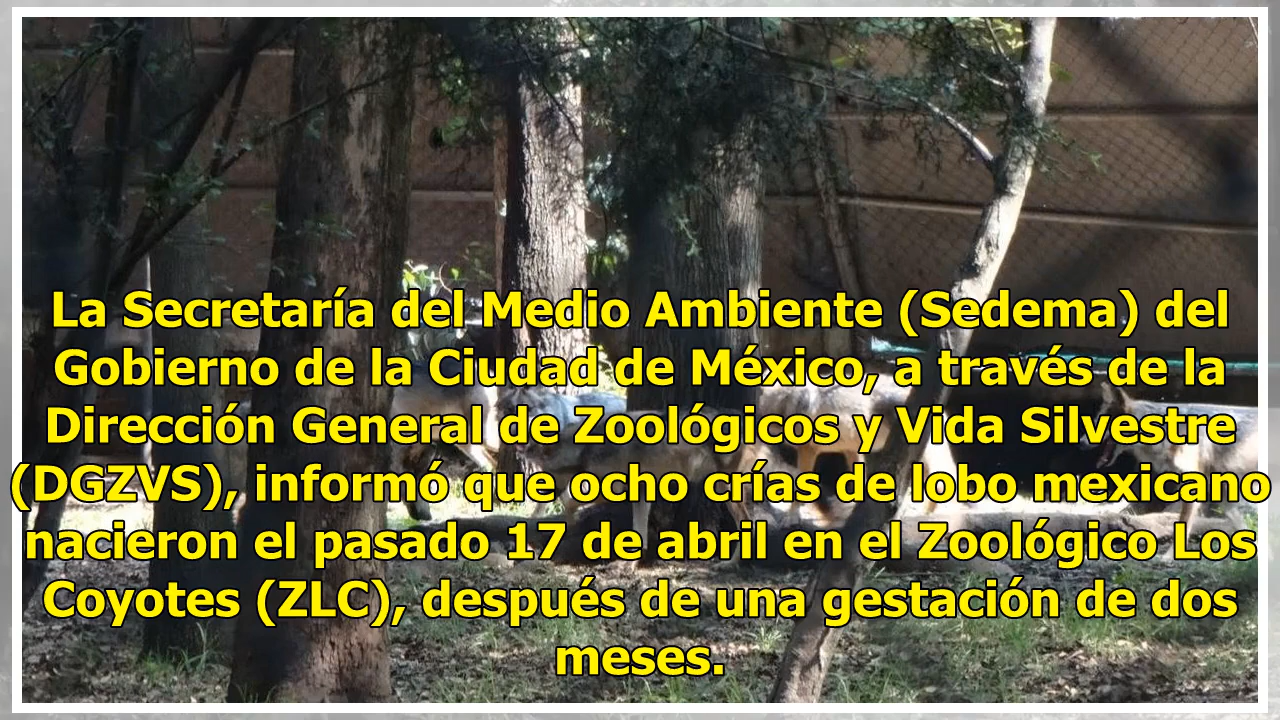 La Secretaría del Medio Ambiente (Sedema) del
Gobierno de la Ciudad de México, a través de la
Dirección General de Zoológicos y Vida Silvestre
(DGZVS), informó que ocho crías de lobo mexicano
nacieron el pasado 17 de abril en el Zoológico Los
Coyotes (ZLC), después de una gestación de dos
meses.